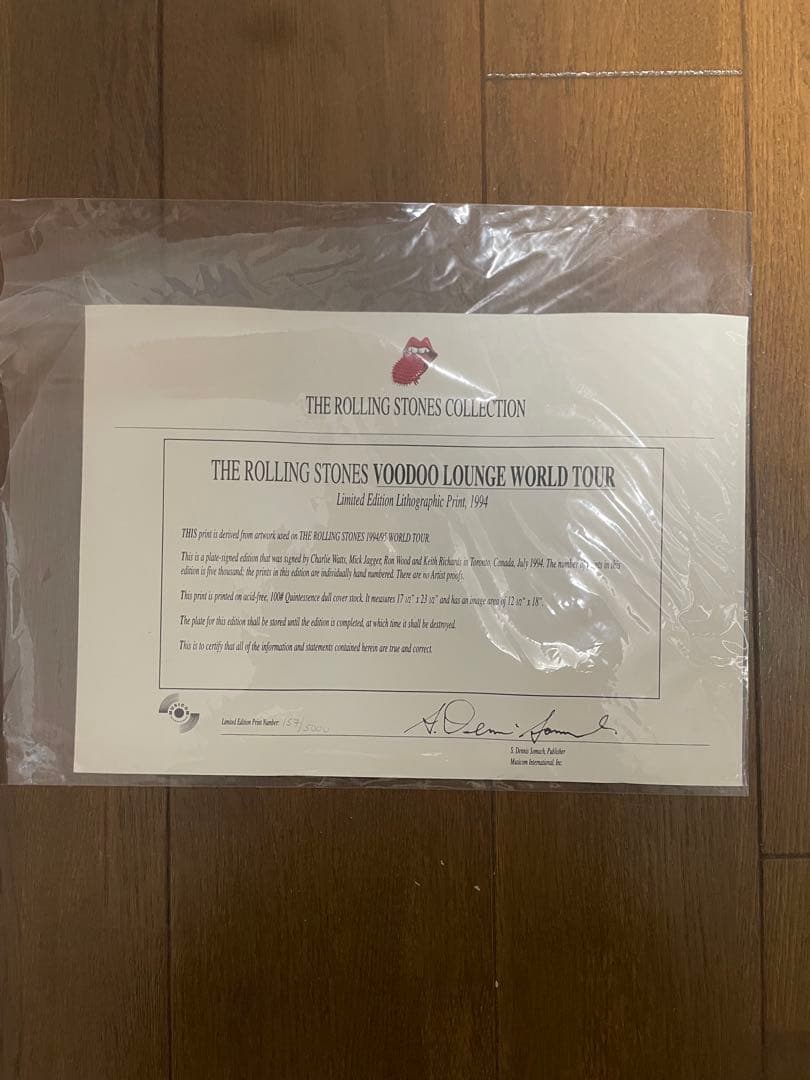 THE ROLLING STONES COLLECTION
THE ROLLING STONES VOODOO LOUNGE WORLD TOUR
Limited Edition Lithographic Print, 1994
THIS print is derived from artwork used on THE ROLLING STONES 1994/95 WORLD TOUR.
This is a plate-signed edition that was signed by Charlie Watts, Mick Jagger, Ron Wood and Keith Richards in Toronto, Canada, July 1994. The number of prints in this
edition is five thousand; the prints in this edition are individually hand numbered. There are no Artist proofs.
This print is printed on acid-free, 100# Quintessence dull cover stock. It measures 17 1/2" x 23 1/2" and has an image area of 12 1/2" x 18".
The plate for this edition shall be stored until the edition is completed, at which time it shall be destroyed.
This is to certify that all of the information and statements contained herein are true and correct.
MUSICOM
Limited Edition Print Number: 157/5000
S. Dennis Somach, Publisher
Musicom International, Inc.